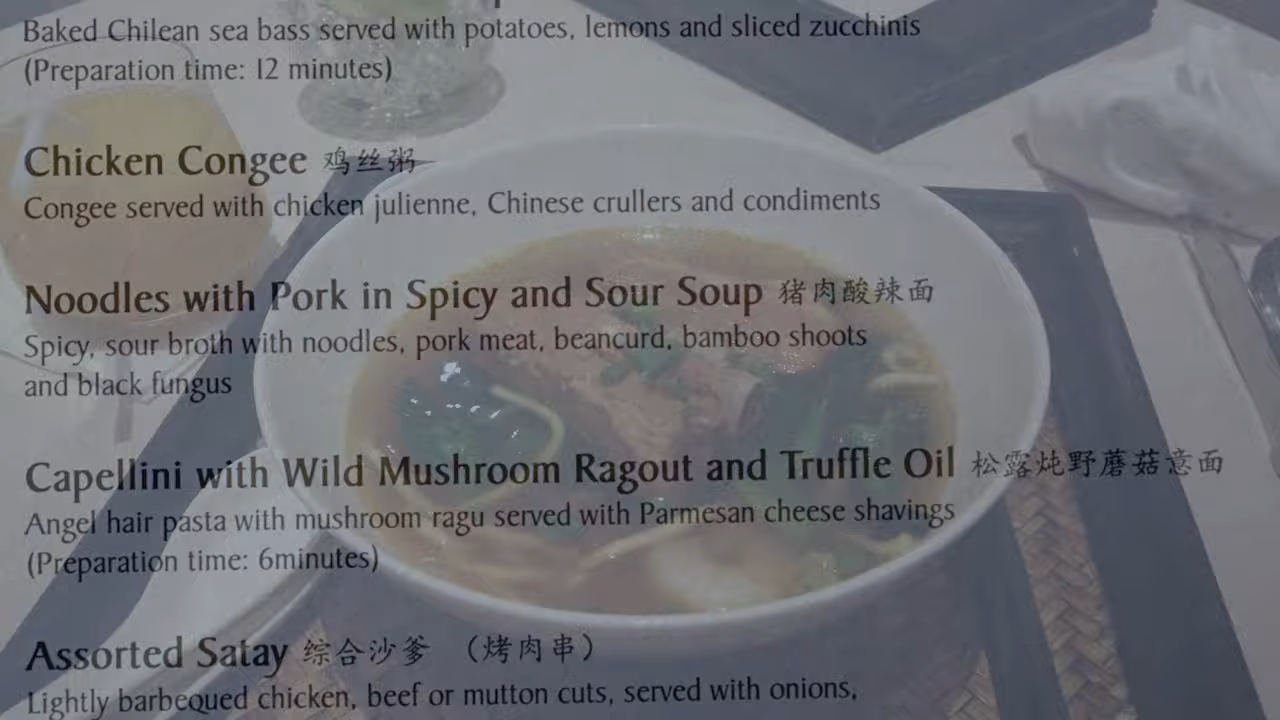 Baked Chilean sea bass served with potatoes, lemons and sliced zucchinis
(Preparation time: 12 minutes)
Chicken Congee 鸡丝粥
Congee served with chicken julienne, Chinese crullers and condiments
Noodles with Pork in Spicy and Sour Soup 猪肉酸辣面
Spicy, sour broth with noodles, pork meat, beancurd, bamboo shoots
and black fungus
Capellini with Wild Mushroom Ragout and Truffle Oil 松露炖野蘑菇意面
Angel hair pasta with mushroom ragu served with Parmesan cheese shavings
(Preparation time: 6minutes)
Assorted Satay 综合沙爹 （烤肉串）
Lightly barbequed chicken, beef or mutton cuts, served with onions,